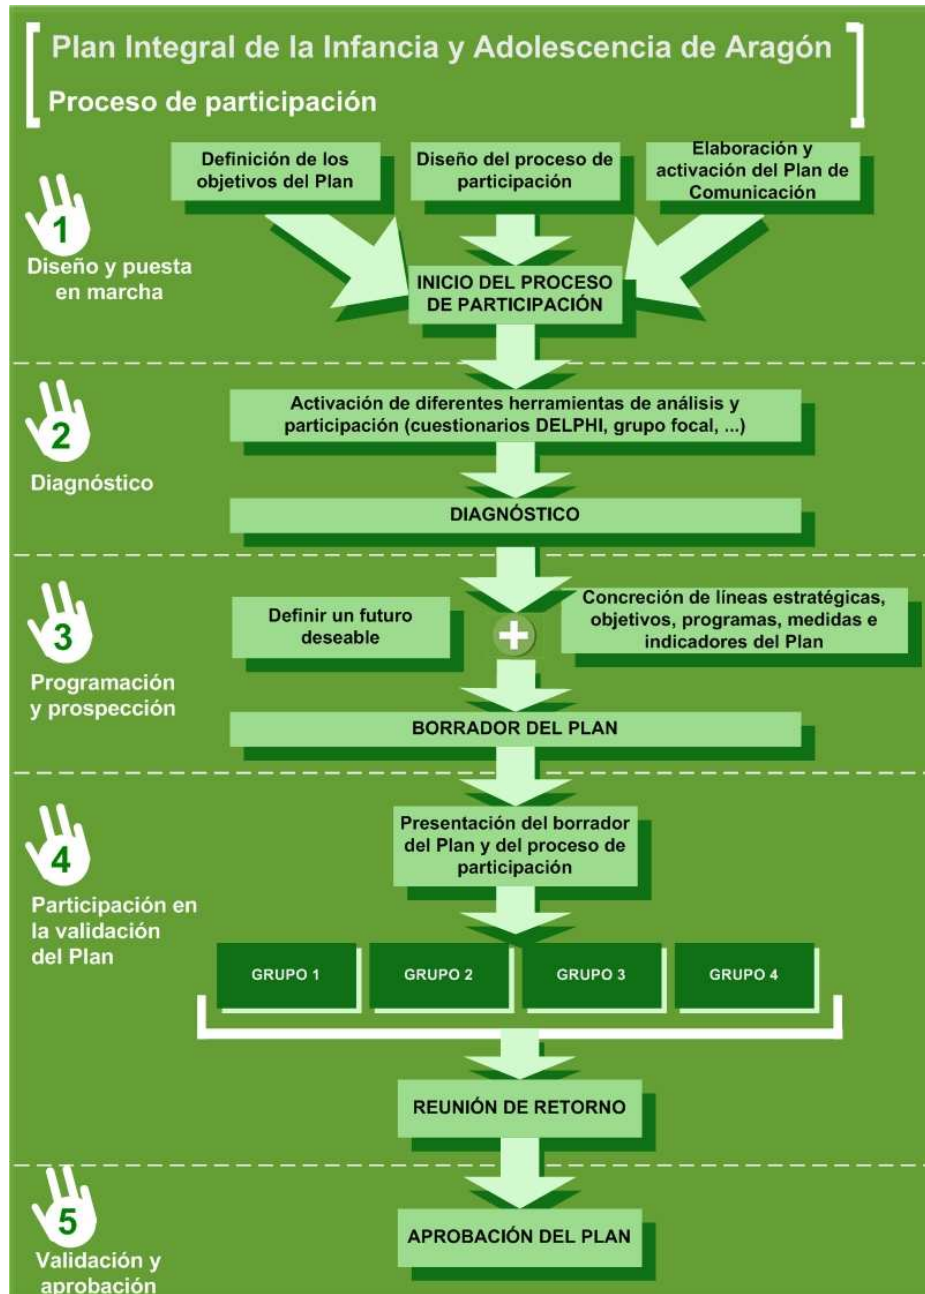 Plan Integral de la Infancia y Adolescencia de Aragón
Proceso de participación
Definición de los
objetivos del Plan
Diseño del proceso de
participación
Elaboración y
activación del Plan de
Comunicación
1
Diseño y puesta
en marcha
INICIO DEL PROCESO
DE PARTICIPACIÓN
2
Diagnóstico
Activación de diferentes herramientas de análisis y
participación (cuestionarios DELPHI, grupo focal, ...)
DIAGNÓSTICO
3
Programación
y prospección
Definir un futuro
deseable
+
Concreción de líneas estratégicas,
objetivos, programas, medidas e
indicadores del Plan
BORRADOR DEL PLAN
4
Participación en
la validación
del Plan
Presentación del borrador
del Plan y del proceso de
participación
GRUPO 1
GRUPO 2
GRUPO 3
GRUPO 4
REUNIÓN DE RETORNO
5
Validación y
aprobación
APROBACIÓN DEL PLAN